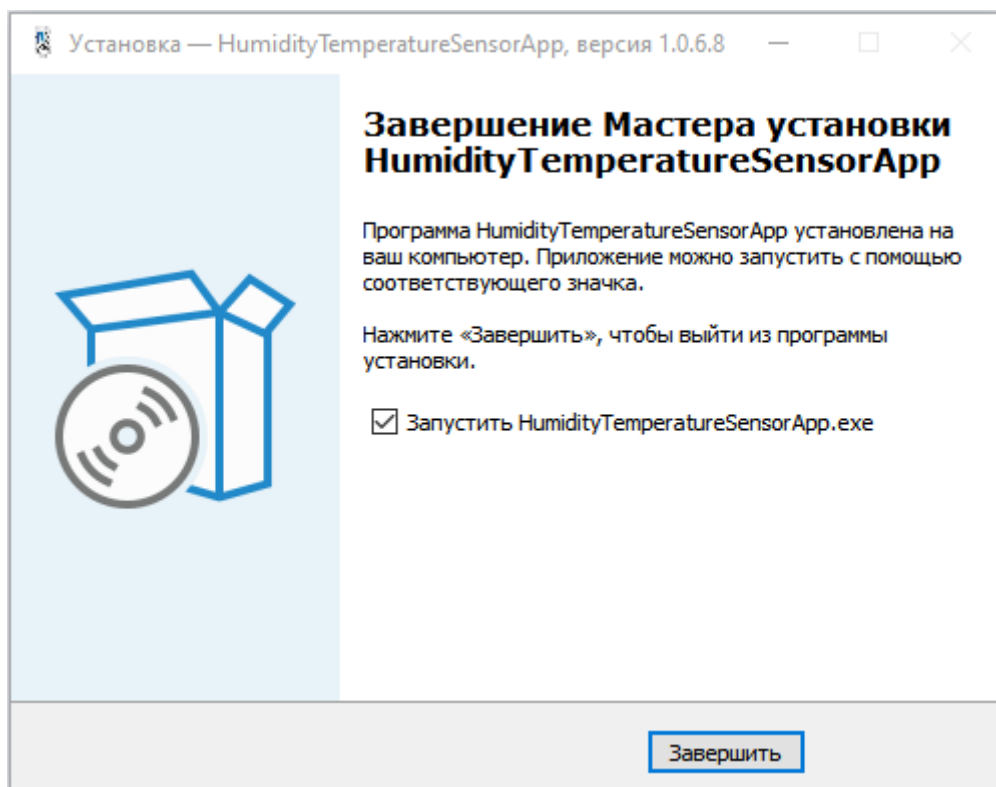 Установка — HumidityTemperatureSensorApp, версия 1.0.6.8
Завершение Мастера установки
HumidityTemperatureSensorApp
Программа HumidityTemperatureSensorApp установлена на
ваш компьютер. Приложение можно запустить с помощью
соответствующего значка.
Нажмите «Завершить», чтобы выйти из программы
установки.
Запустить HumidityTemperatureSensorApp.exe
Завершить